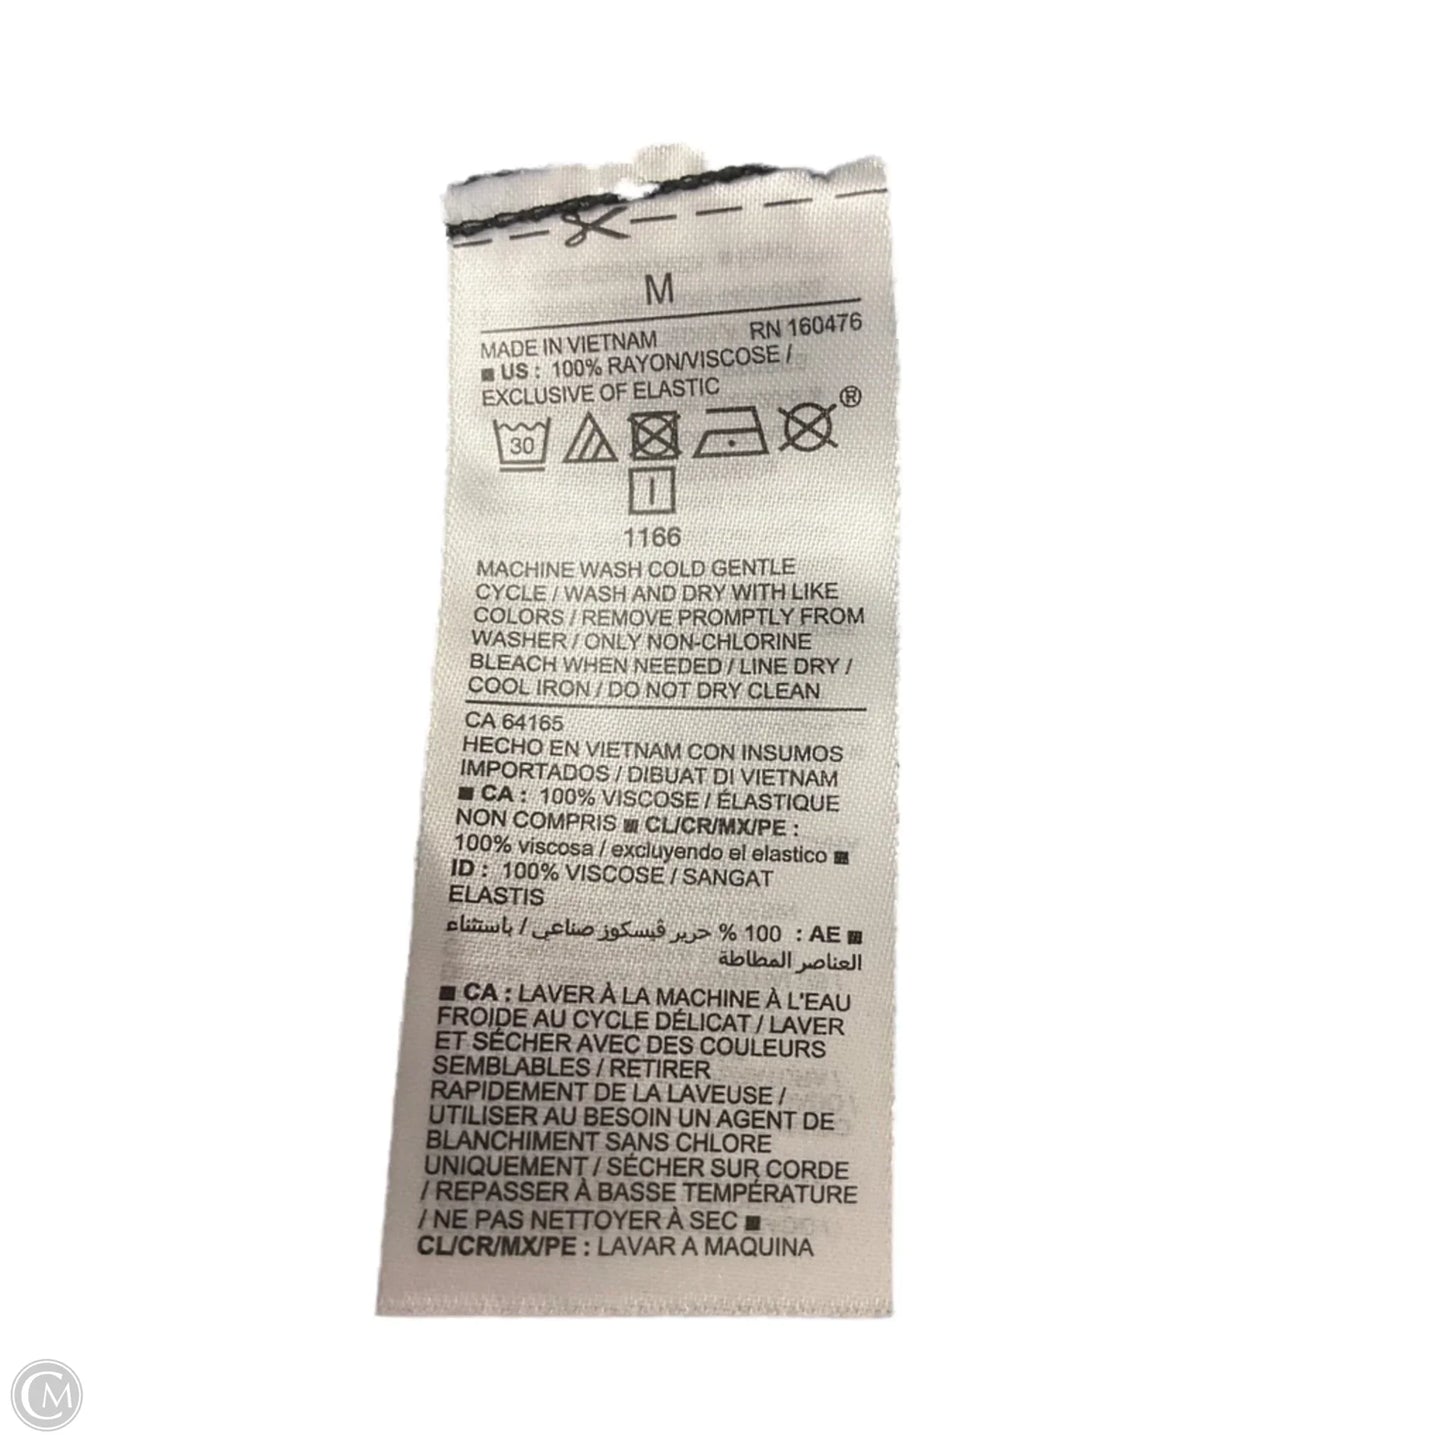 M
MADE IN VIETNAM RN 160476
■ US : 100% RAYON/VISCOSE /
EXCLUSIVE OF ELASTIC
30 ®
1166
MACHINE WASH COLD GENTLE
CYCLE / WASH AND DRY WITH LIKE
COLORS / REMOVE PROMPTLY FROM
WASHER / ONLY NON-CHLORINE
BLEACH WHEN NEEDED / LINE DRY /
COOL IRON / DO NOT DRY CLEAN
CA 64165
HECHO EN VIETNAM CON INSUMOS
IMPORTADOS / DIBUAT DI VIETNAM
■ CA : 100% VISCOSE / ÉLASTIQUE
NON COMPRIS ■ CL/CR/MX/PE :
100% viscosa / excluyendo el elastico ■
ID : 100% VISCOSE / SANGAT
ELASTIS
■ AE : 100 % حرير ڤيسكوز صناعي / باستثناء
العناصر المطاطة
■ CA : LAVER À LA MACHINE À L'EAU
FROIDE AU CYCLE DÉLICAT / LAVER
ET SÉCHER AVEC DES COULEURS
SEMBLABLES / RETIRER
RAPIDEMENT DE LA LAVEUSE /
UTILISER AU BESOIN UN AGENT DE
BLANCHIMENT SANS CHLORE
UNIQUEMENT / SÉCHER SUR CORDE
/ REPASSER À BASSE TEMPÉRATURE
/ NE PAS NETTOYER À SEC ■
CL/CR/MX/PE : LAVAR A MAQUINA
CM